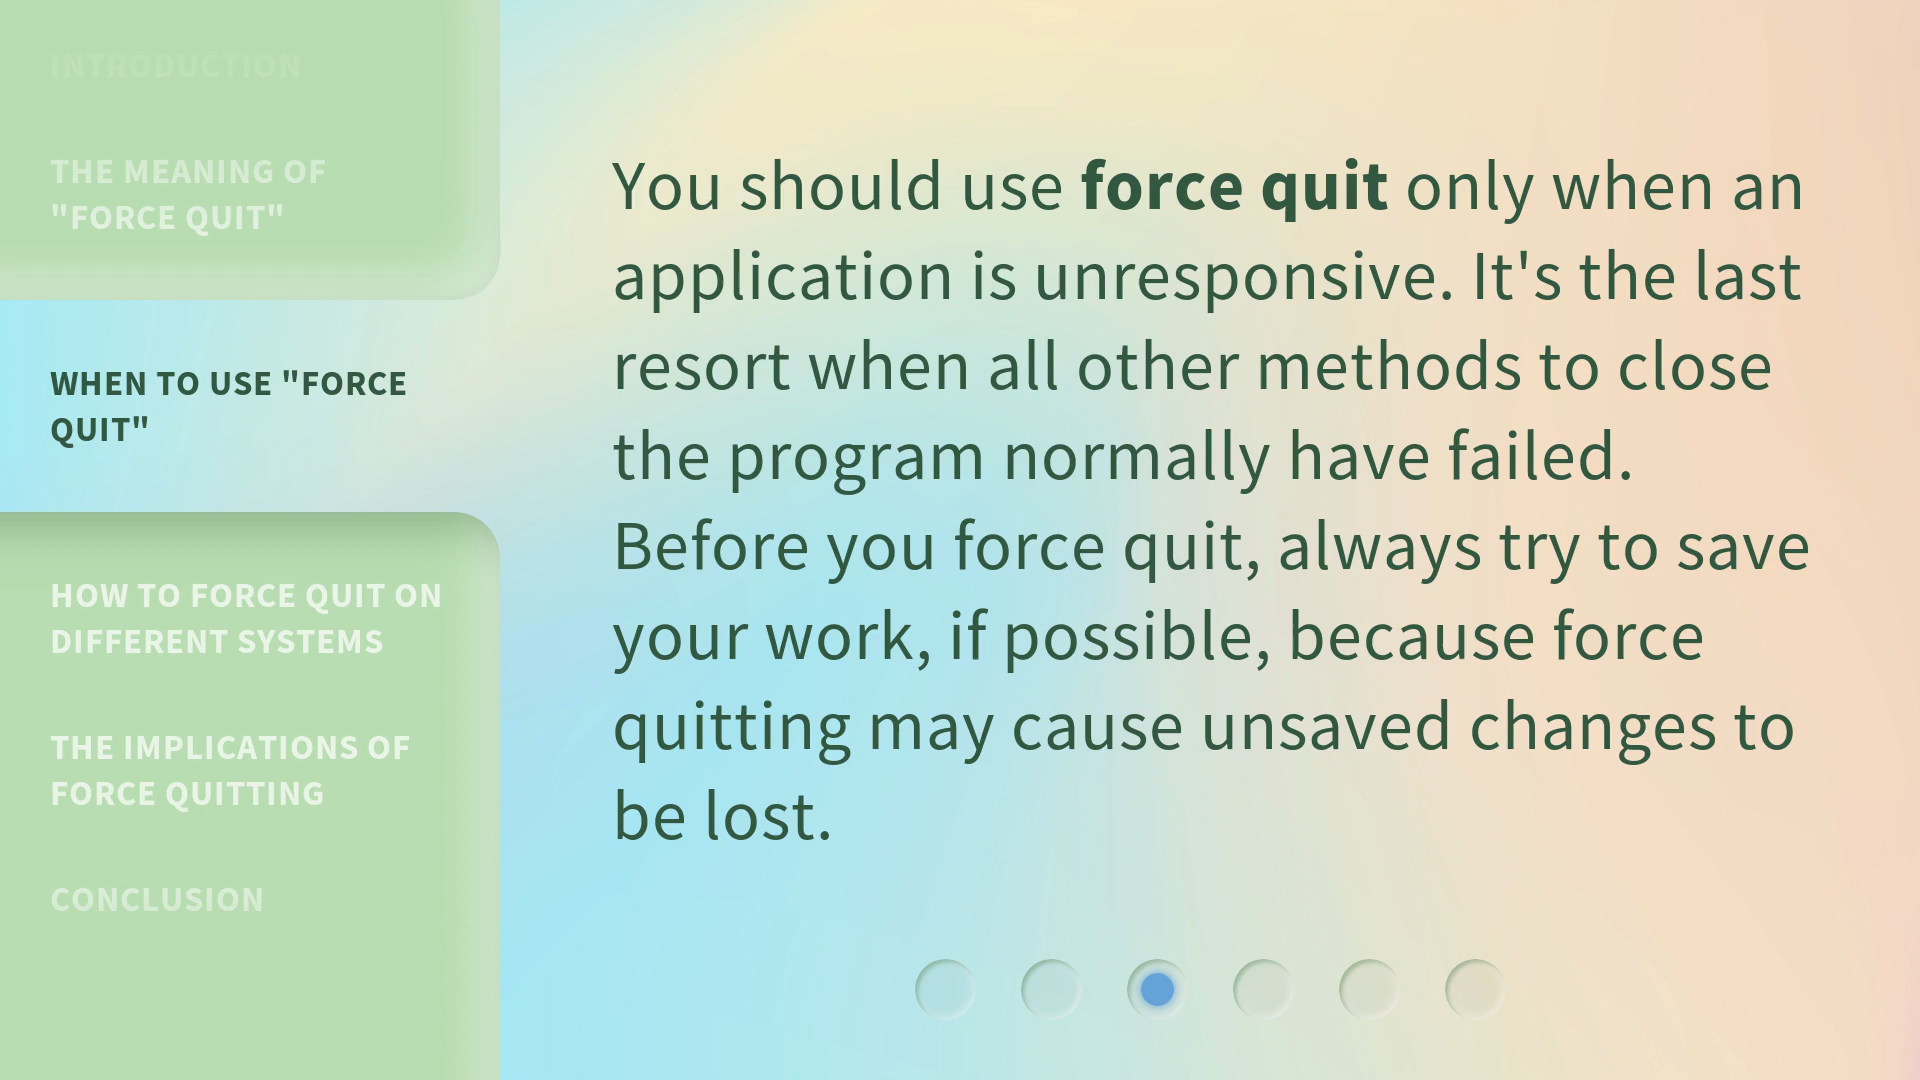 INTRODUCTION
THE MEANING OF
"FORCE QUIT"
WHEN TO USE "FORCE
QUIT"
HOW TO FORCE QUIT ON
DIFFERENT SYSTEMS
THE IMPLICATIONS OF
FORCE QUITTING
CONCLUSION
You should use force quit only when an
application is unresponsive. It's the last
resort when all other methods to close
the program normally have failed.
Before you force quit, always try to save
your work, if possible, because force
quitting may cause unsaved changes to
be lost.